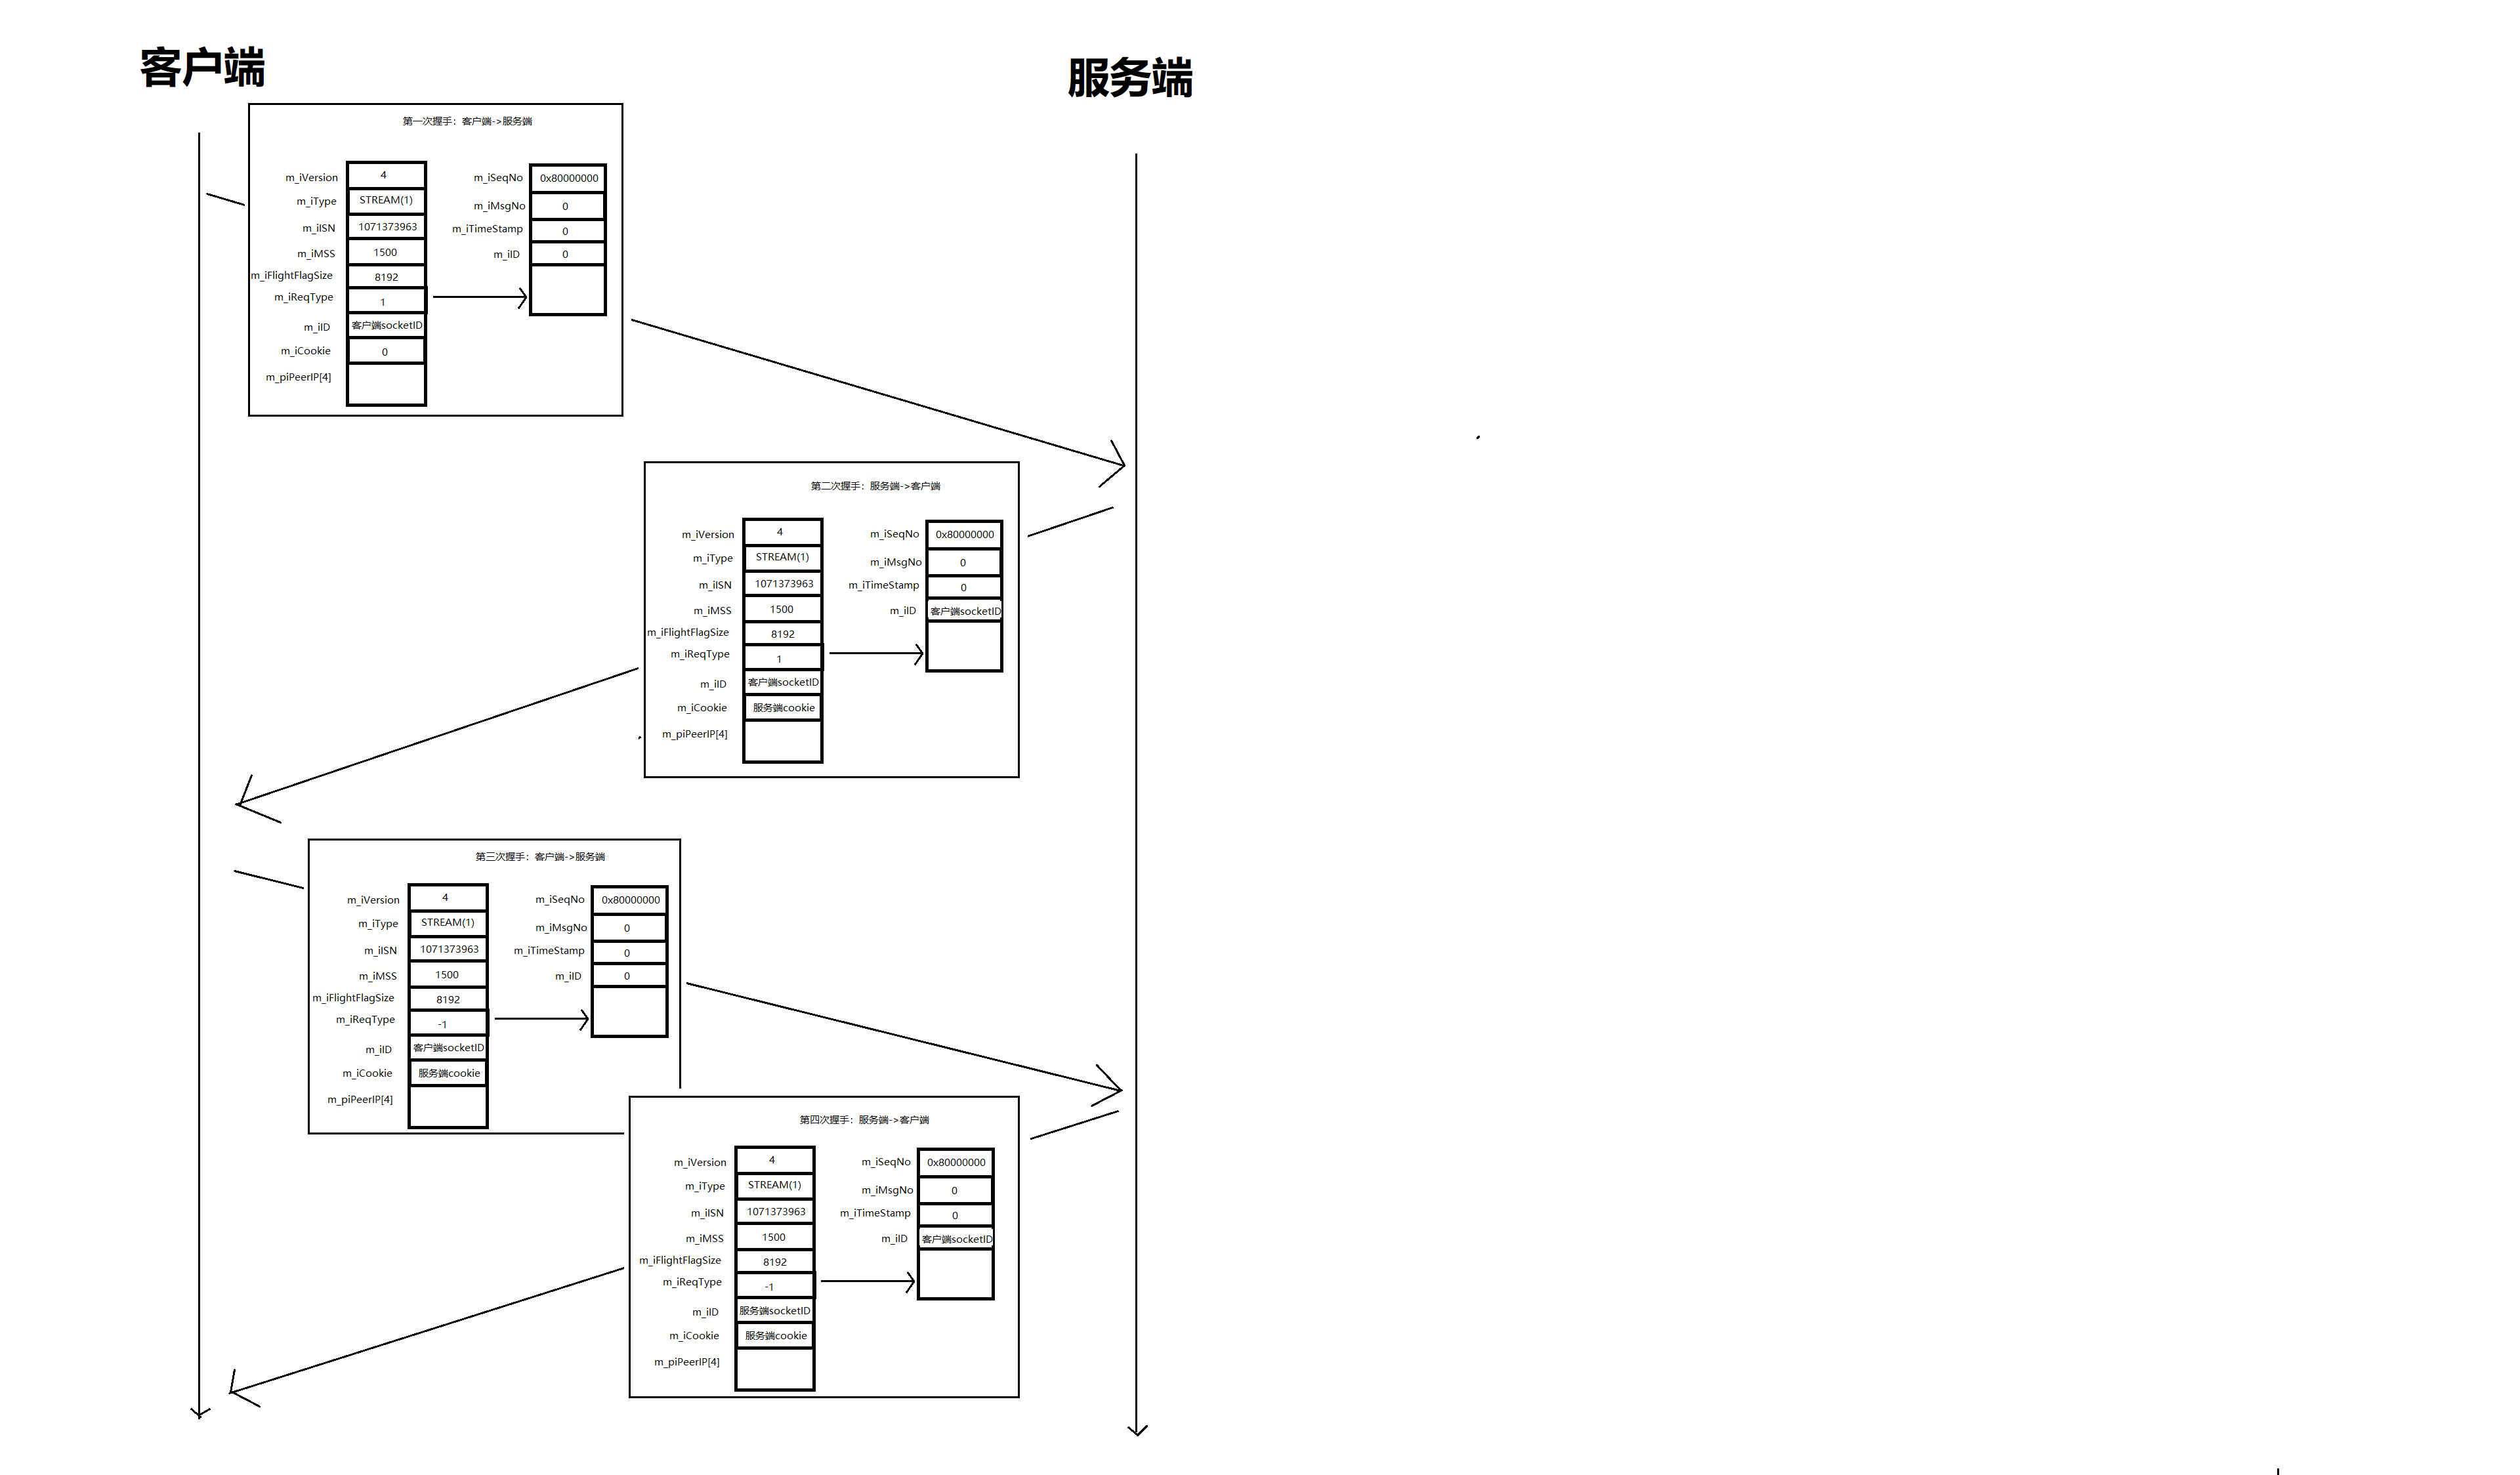 客户端
服务端
第一次握手：客户端->服务端
m_iVersion
4
m_iType
STREAM(1)
m_iISN
1071373963
m_iMSS
1500
m_iFlightFlagSize
8192
m_iReqType
1
m_iID
客户端socketID
m_iCookie
0
m_piPeerIP[4]
m_iSeqNo
0x80000000
m_iMsgNo
0
m_iTimeStamp
0
m_iID
0
第二次握手：服务端->客户端
m_iVersion
4
m_iType
STREAM(1)
m_iISN
1071373963
m_iMSS
1500
m_iFlightFlagSize
8192
m_iReqType
1
m_iID
客户端socketID
m_iCookie
服务端cookie
m_piPeerIP[4]
m_iSeqNo
0x80000000
m_iMsgNo
0
m_iTimeStamp
0
m_iID
客户端socketID
第三次握手：客户端->服务端
m_iVersion
4
m_iType
STREAM(1)
m_iISN
1071373963
m_iMSS
1500
m_iFlightFlagSize
8192
m_iReqType
-1
m_iID
客户端socketID
m_iCookie
服务端cookie
m_piPeerIP[4]
m_iSeqNo
0x80000000
m_iMsgNo
0
m_iTimeStamp
0
m_iID
0
第四次握手：服务端->客户端
m_iVersion
4
m_iType
STREAM(1)
m_iISN
1071373963
m_iMSS
1500
m_iFlightFlagSize
8192
m_iReqType
-1
m_iID
服务端socketID
m_iCookie
服务端cookie
m_piPeerIP[4]
m_iSeqNo
0x80000000
m_iMsgNo
0
m_iTimeStamp
0
m_iID
客户端socketID